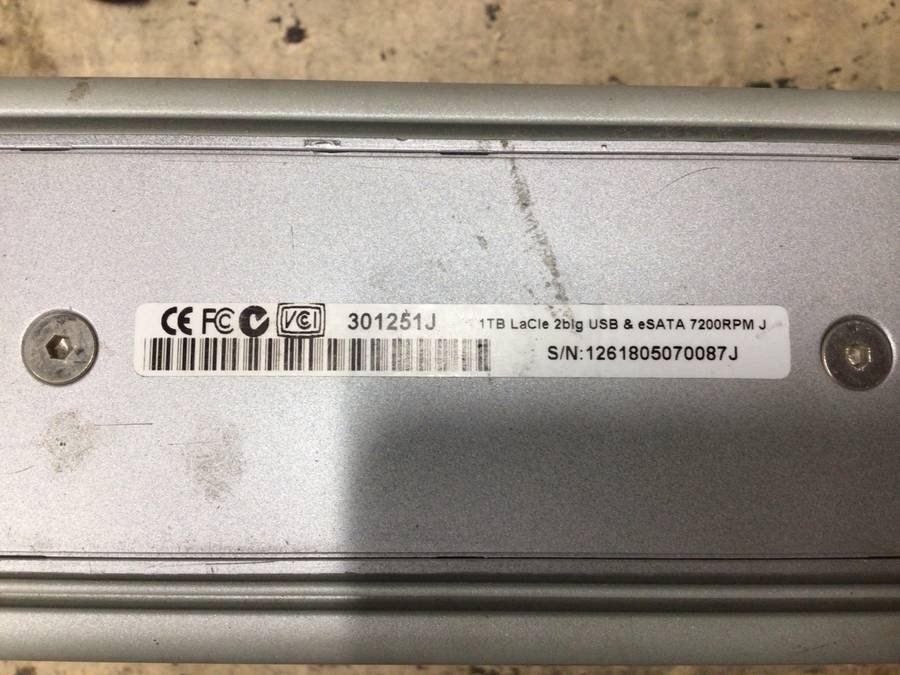 CE FC VCI 301251J 1TB LaCie 2big USB & eSATA 7200RPM J
S/N:1261805070087J